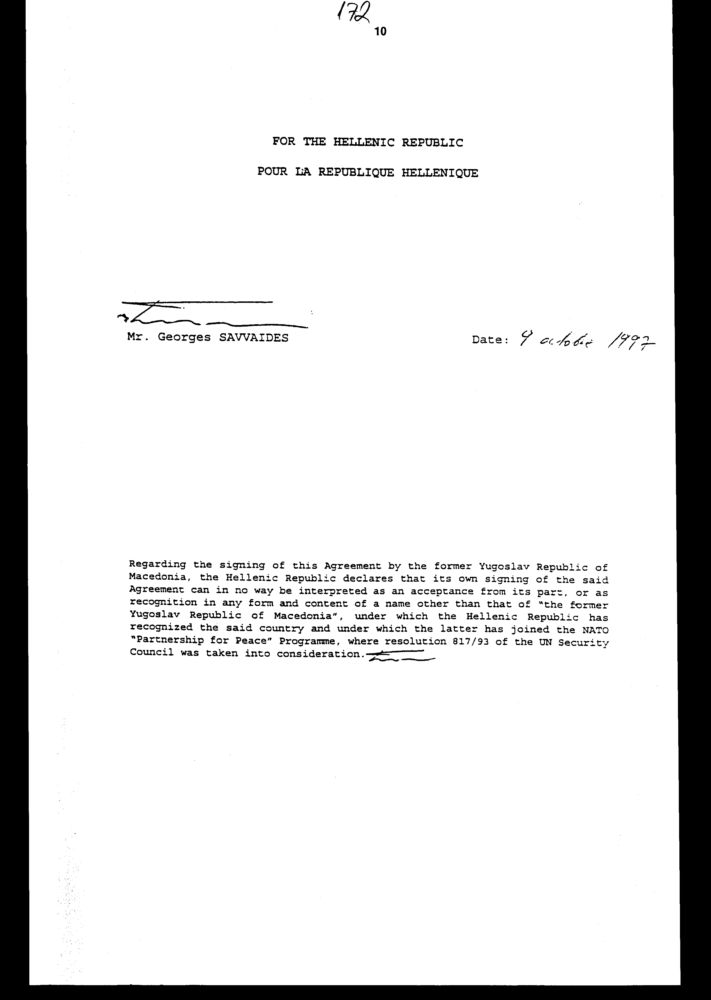 172
10
FOR THE HELLENIC REPUBLIC
POUR LA REPUBLIQUE HELLENIQUE
Mr. Georges SAVVAIDES
Date: 9 octobre 1997
Regarding the signing of this Agreement by the former Yugoslav Republic of
Macedonia, the Hellenic Republic declares that its own signing of the said
Agreement can in no way be interpreted as an acceptance from its part, or as
recognition in any form and content of a name other than that of "the former
Yugoslav Republic of Macedonia", under which the Hellenic Republic has
recognized the said country and under which the latter has joined the NATO
"Partnership for Peace" Programme, where resolution 817/93 of the UN Security
Council was taken into consideration.